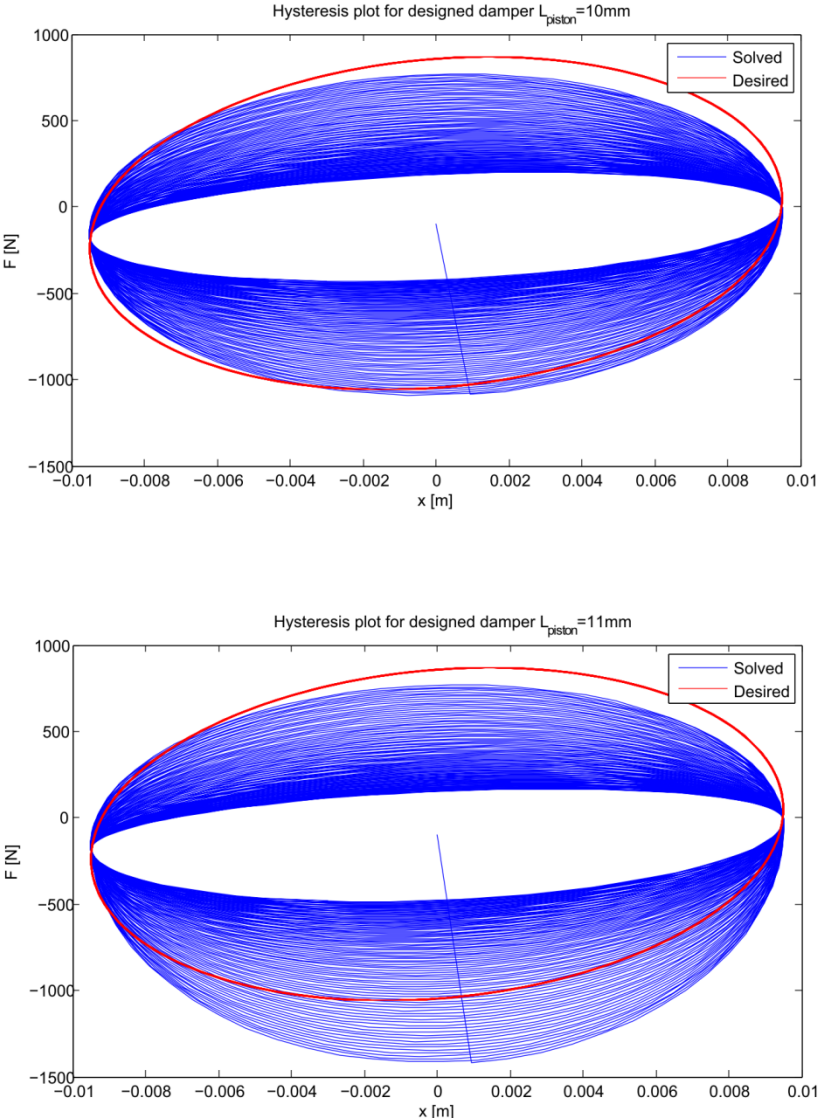 Hysteresis plot for designed damper L_piston=10mm
1000
Solved
Desired
500
0
F [N]
−500
−1000
−1500
−0.01 −0.008 −0.006 −0.004 −0.002 0 0.002 0.004 0.006 0.008 0.01
x [m]
Hysteresis plot for designed damper L_piston=11mm
1000
Solved
Desired
500
0
F [N]
−500
−1000
−1500
−0.01 −0.008 −0.006 −0.004 −0.002 0 0.002 0.004 0.006 0.008 0.01
x [m]